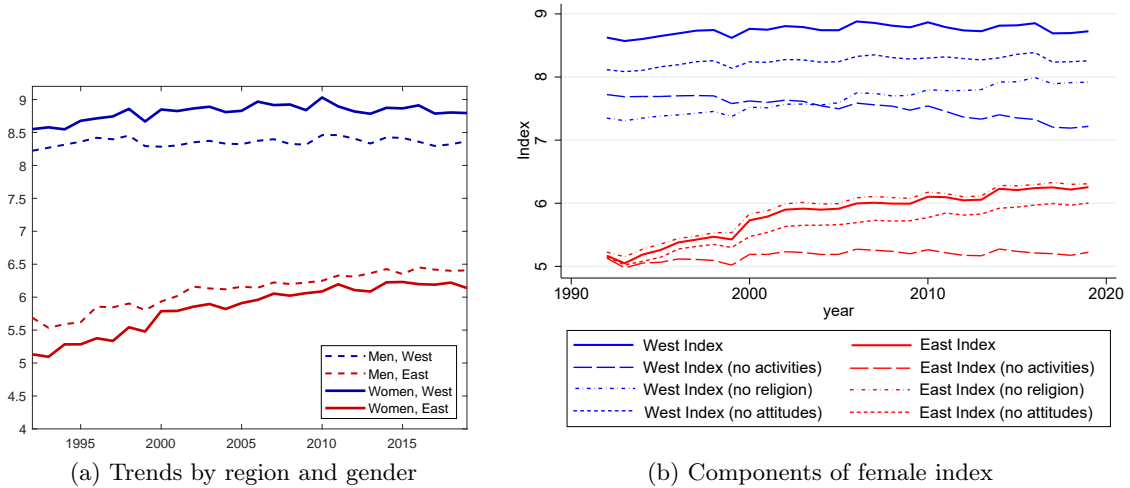 9
8.5
8
7.5
7
6.5
6
5.5
5
4.5
4
1995 2000 2005 2010 2015
Men, West
Men, East
Women, West
Women, East
(a) Trends by region and gender
9
8
7
6
5
Index
1990 2000 2010 2020
year
West Index East Index
West Index (no activities) East Index (no activities)
West Index (no religion) East Index (no religion)
West Index (no attitudes) East Index (no attitudes)
(b) Components of female index